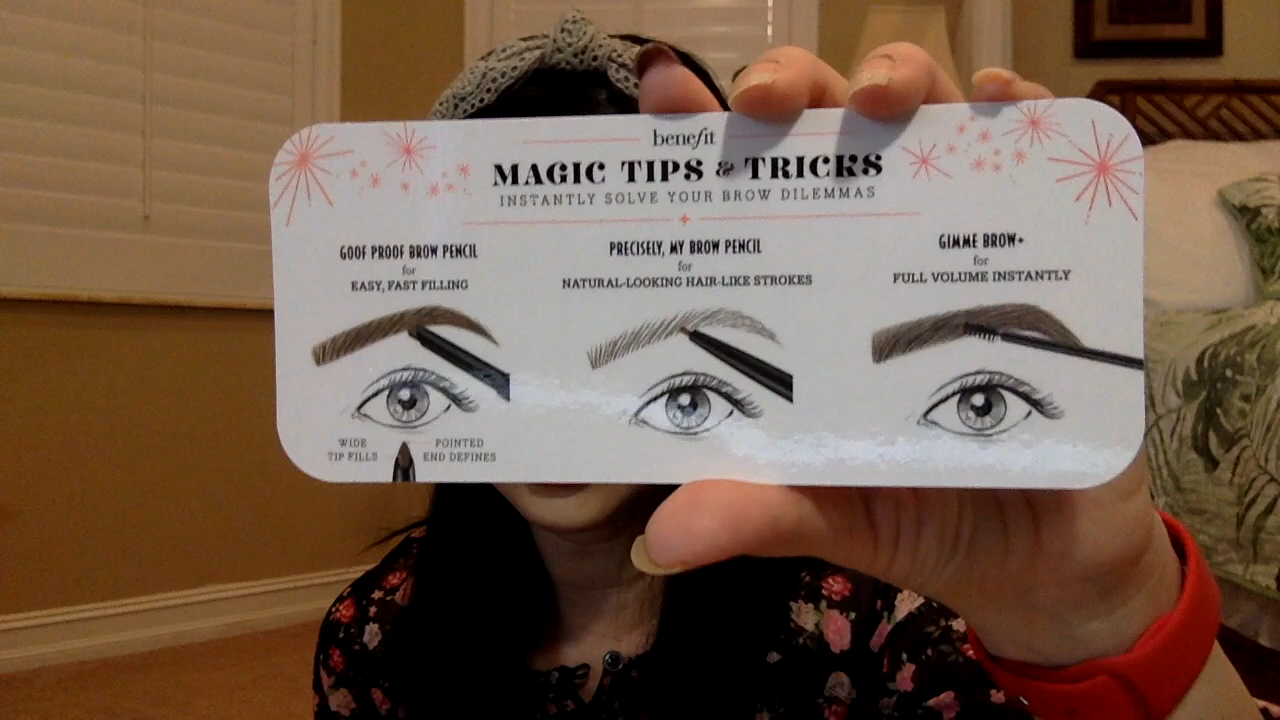 benefit
MAGIC TIPS & TRICKS
INSTANTLY SOLVE YOUR BROW DILEMMAS
GOOF PROOF BROW PENCIL
for
EASY, FAST FILLING
WIDE
TIP FILLS
POINTED
END DEFINES
PRECISELY, MY BROW PENCIL
for
NATURAL-LOOKING HAIR-LIKE STROKES
GIMME BROW+
for
FULL VOLUME INSTANTLY